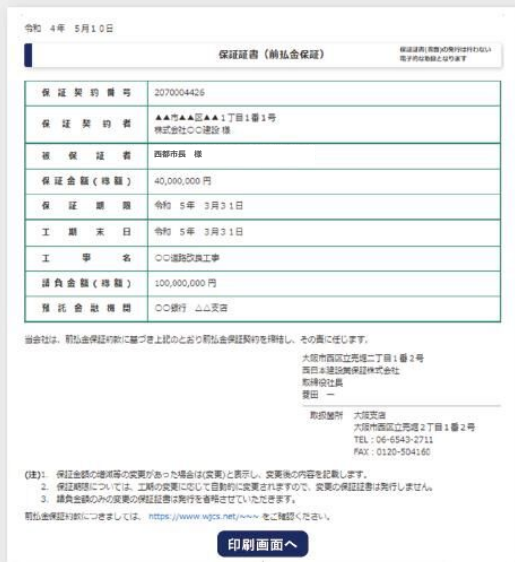 令和 4年 5月10日
保証証書（前払金保証）
保証証書(書面)の発行は行わない
電子的な取扱となります
保証契約番号 2070004426
保証契約者 ▲▲市▲▲区▲▲1丁目1番1号
株式会社〇〇建設 様
被保証者 西都市長 様
保証金額(総額) 40,000,000 円
保証期限 令和 5年 3月31日
工期末日 令和 5年 3月31日
工事名 〇〇道路改良工事
請負金額(総額) 100,000,000 円
預託金融機関 〇〇銀行 △△支店
当会社は、前払金保証約款に基づき上記のとおり前払金保証契約を締結し、その責に任じます。
大阪市西区立売堀二丁目1番2号
西日本建設業保証株式会社
取締役社長
菱田 一
取扱箇所 大阪支店
大阪市西区立売堀2丁目1番2号
TEL：06-6543-2711
FAX：0120-504160
(注)1. 保証金額の増減等の変更があった場合は(変更)と表示し、変更後の内容を記載します。
2. 保証期限については、工期の変更に応じて自動的に変更されますので、変更の保証証書は発行しません。
3. 請負金額のみの変更の保証証書は発行を省略させていただきます。
前払金保証約款につきましては、https://www.wjcs.net/~~~ をご確認ください。
印刷画面へ